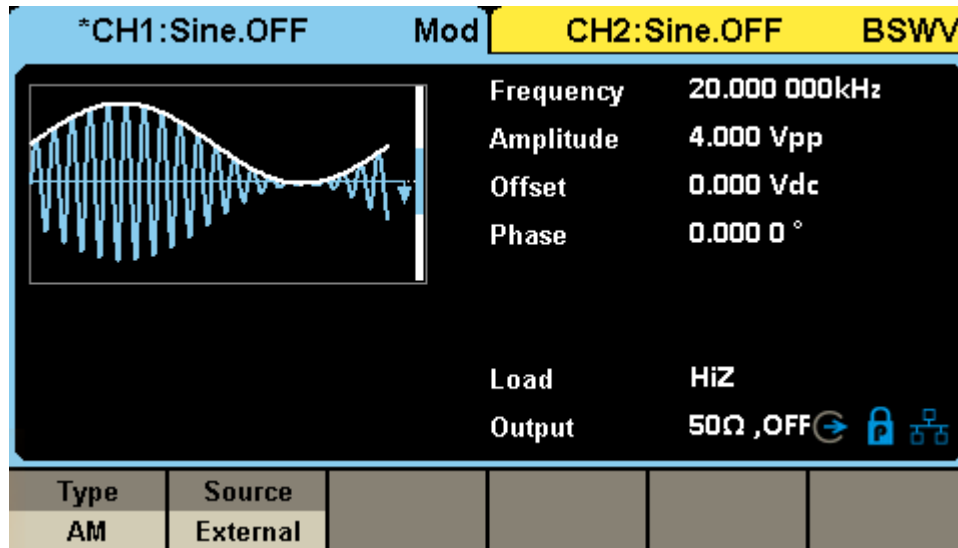 *CH1:Sine.OFF Mod CH2:Sine.OFF BSWV
Frequency 20.000 000kHz
Amplitude 4.000 Vpp
Offset 0.000 Vdc
Phase 0.000 0 °
Load HiZ
Output 50Ω ,OFF P
Type Source
AM External